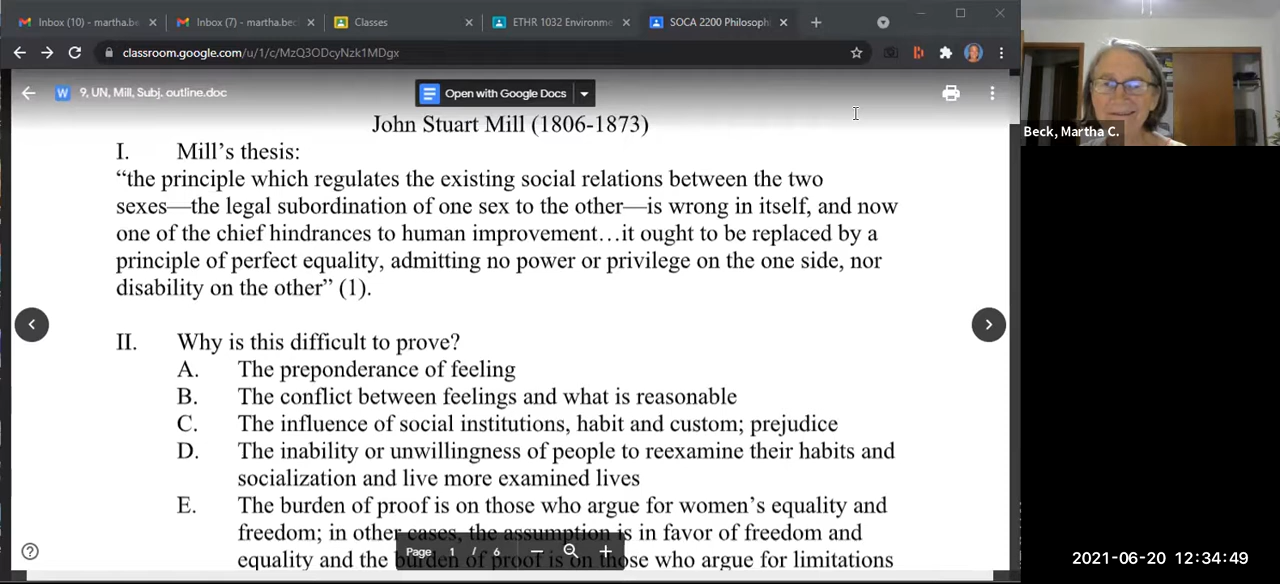 Inbox (10) - martha.be
Inbox (7) - martha.bec
Classes
ETHR 1032 Environme
SOCA 2200 Philosoph
classroom.google.com/u/1/c/MzQ3ODcyNzk1MDgx
9, UN, Mill, Subj. outline.doc
Open with Google Docs
Beck, Martha C.
John Stuart Mill (1806-1873)
I. Mill’s thesis:
“the principle which regulates the existing social relations between the two
sexes—the legal subordination of one sex to the other—is wrong in itself, and now
one of the chief hindrances to human improvement…it ought to be replaced by a
principle of perfect equality, admitting no power or privilege on the one side, nor
disability on the other” (1).
II. Why is this difficult to prove?
A. The preponderance of feeling
B. The conflict between feelings and what is reasonable
C. The influence of social institutions, habit and custom; prejudice
D. The inability or unwillingness of people to reexamine their habits and
socialization and live more examined lives
E. The burden of proof is on those who argue for women’s equality and
freedom; in other cases, the assumption is in favor of freedom and
equality and the burden of proof is on those who argue for limitations
Page 1 / 6
2021-06-20 12:34:49